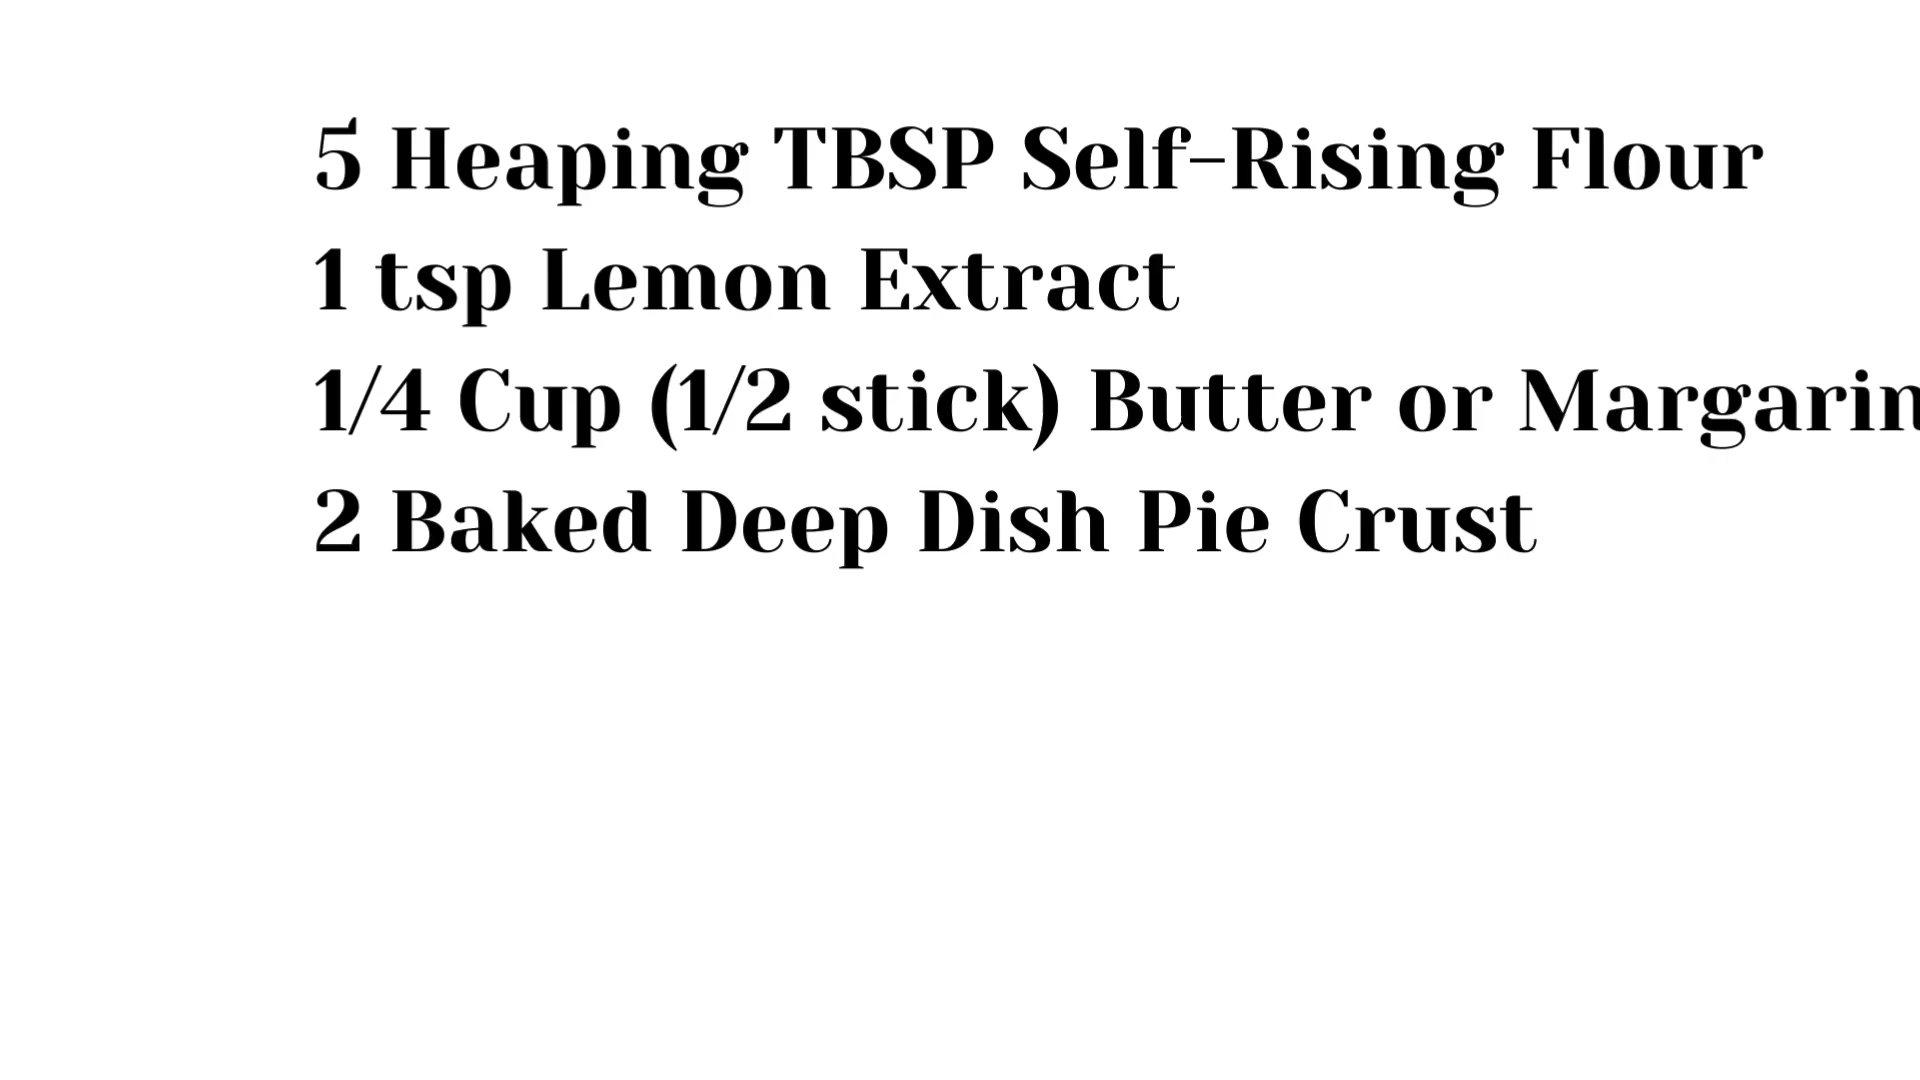 5 Heaping TBSP Self-Rising Flour
1 tsp Lemon Extract
1/4 Cup (1/2 stick) Butter or Margarin
2 Baked Deep Dish Pie Crust